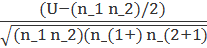 (U−(n_1 n_2)/2)
√((n_1 n_2)(n_(1+) n_(2+1)